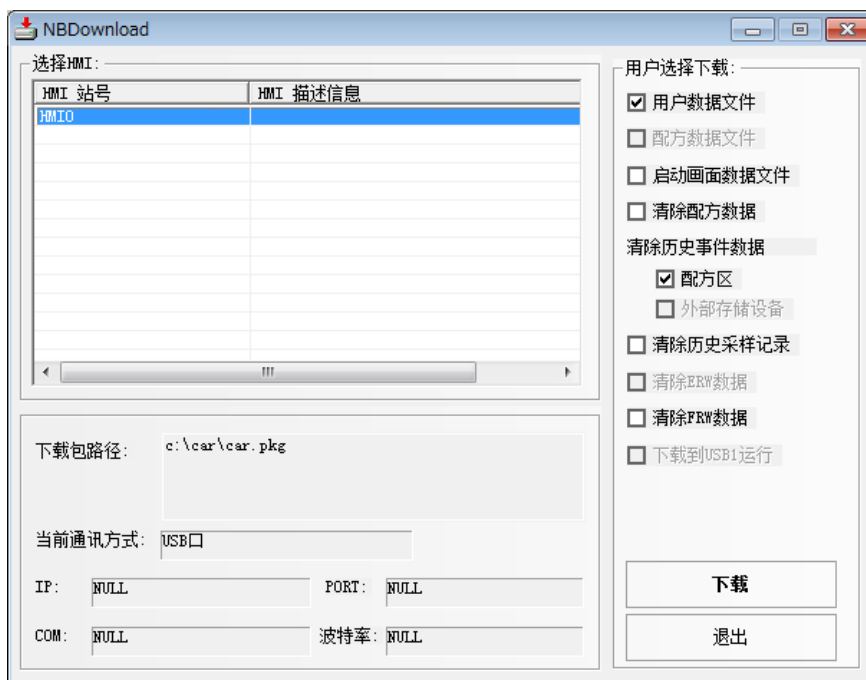 NBDownload
选择HMI:
HMI 站号 HMI 描述信息
HMI0
下载包路径: c:\car\car.pkg
当前通讯方式: USB口
IP: NULL PORT: NULL
COM: NULL 波特率: NULL
用户选择下载:
用户数据文件
配方数据文件
启动画面数据文件
清除配方数据
清除历史事件数据
配方区
外部存储设备
清除历史采样记录
清除ERW数据
清除FRW数据
下载到USB1运行
下载
退出